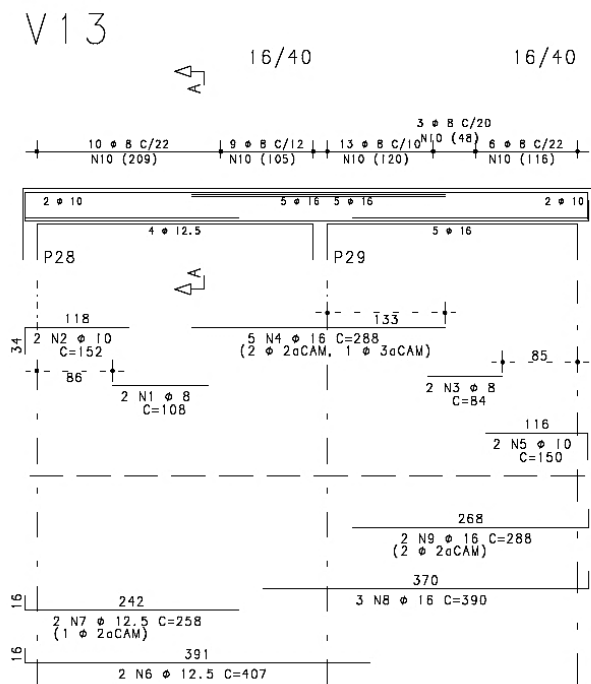 V13
16/40 16/40
A
3 φ 8 C/20
10 φ 8 C/22 9 φ 8 C/12 13 φ 8 C/10 N10 (48) 6 φ 8 C/22
N10 (209) N10 (105) N10 (120) N10 (116)
2 φ 10 5 φ 16 5 φ 16 2 φ 10
4 φ 12.5 5 φ 16
P28 P29
A
118 133
34
2 N2 φ 10 5 N4 φ 16 C=288
C=152 (2 φ 2aCAM, 1 φ 3aCAM)
86 85
2 N1 φ 8 2 N3 φ 8
C=108 C=84
116
2 N5 φ 10
C=150
268
2 N9 φ 16 C=288
(2 φ 2aCAM)
370
3 N8 φ 16 C=390
16
242
2 N7 φ 12.5 C=258
(1 φ 2aCAM)
16
391
2 N6 φ 12.5 C=407